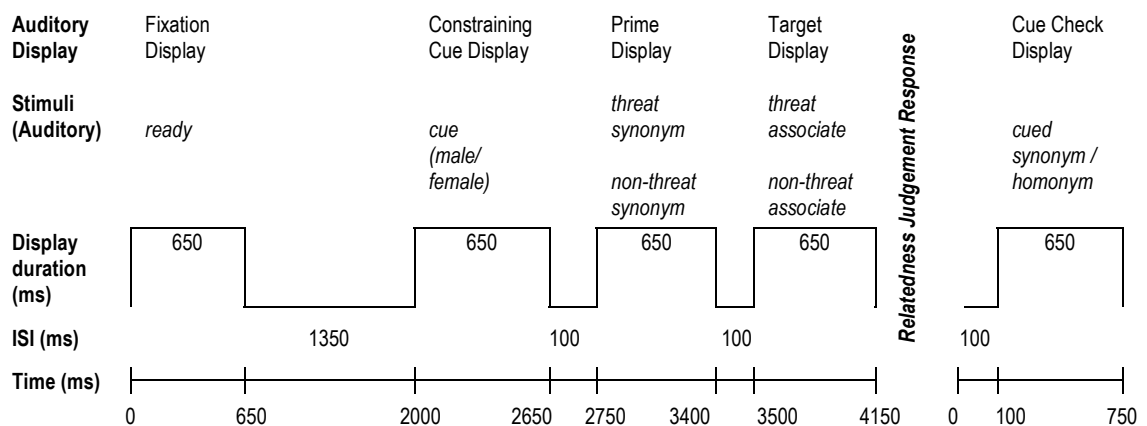 Auditory Fixation Constraining Prime Target Cue Check
Display Display Cue Display Display Display Display
Stimuli threat threat
(Auditory) ready cue synonym associate cued
(male/ synonym /
female) non-threat non-threat homonym
synonym associate
Relatedness Judgement Response
Display 650 650 650 650 650
duration
(ms)
ISI (ms) 1350 100 100 100
Time (ms)
0 650 2000 2650 2750 3400 3500 4150 0 100 750